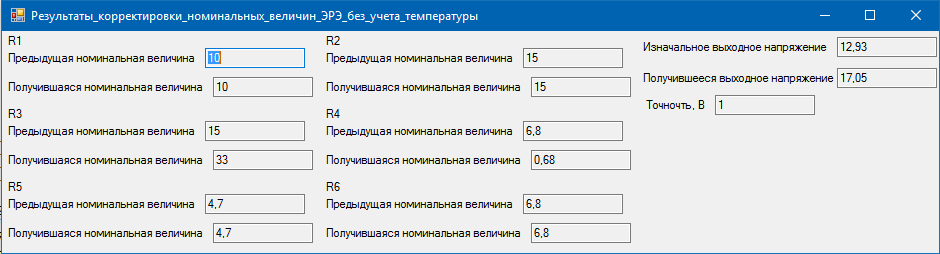 Результаты_корректировки_номинальных_величин_ЭРЭ_без_учета_температуры
R1
Предыдущая номинальная величина 10
Получившаяся номинальная величина 10
R2
Предыдущая номинальная величина 15
Получившаяся номинальная величина 15
R3
Предыдущая номинальная величина 15
Получившаяся номинальная величина 33
R4
Предыдущая номинальная величина 6,8
Получившаяся номинальная величина 0,68
R5
Предыдущая номинальная величина 4,7
Получившаяся номинальная величина 4,7
R6
Предыдущая номинальная величина 6,8
Получившаяся номинальная величина 6,8
Изначальное выходное напряжение 12,93
Получившееся выходное напряжение 17,05
Точночть, В 1